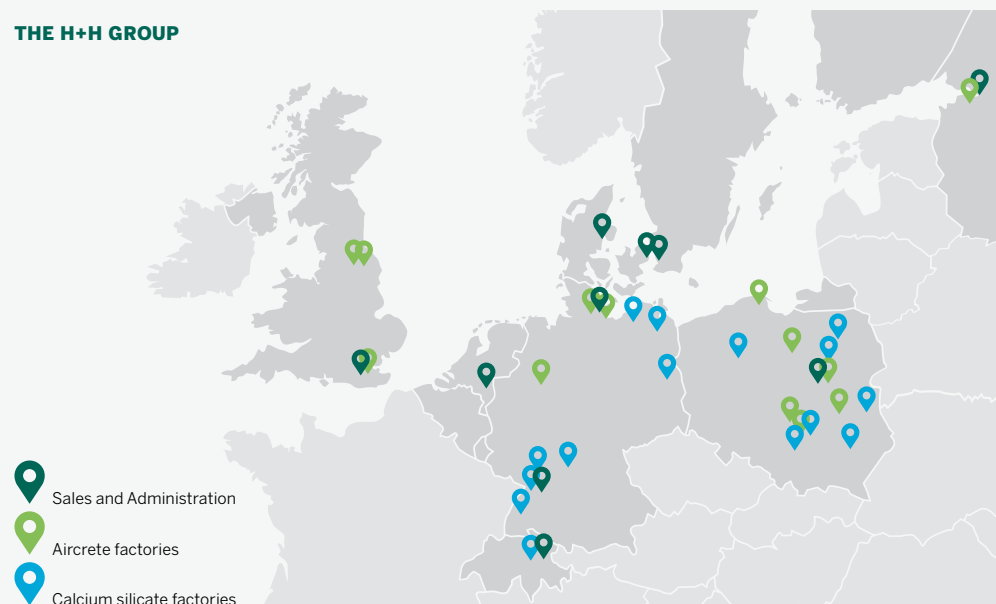 THE H+H GROUP
Sales and Administration
Aircrete factories
Calcium silicate factories